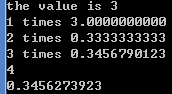 the value is 3
1 times 3.0000000000
2 times 0.3333333333
3 times 0.3456790123
4
0.3456273923